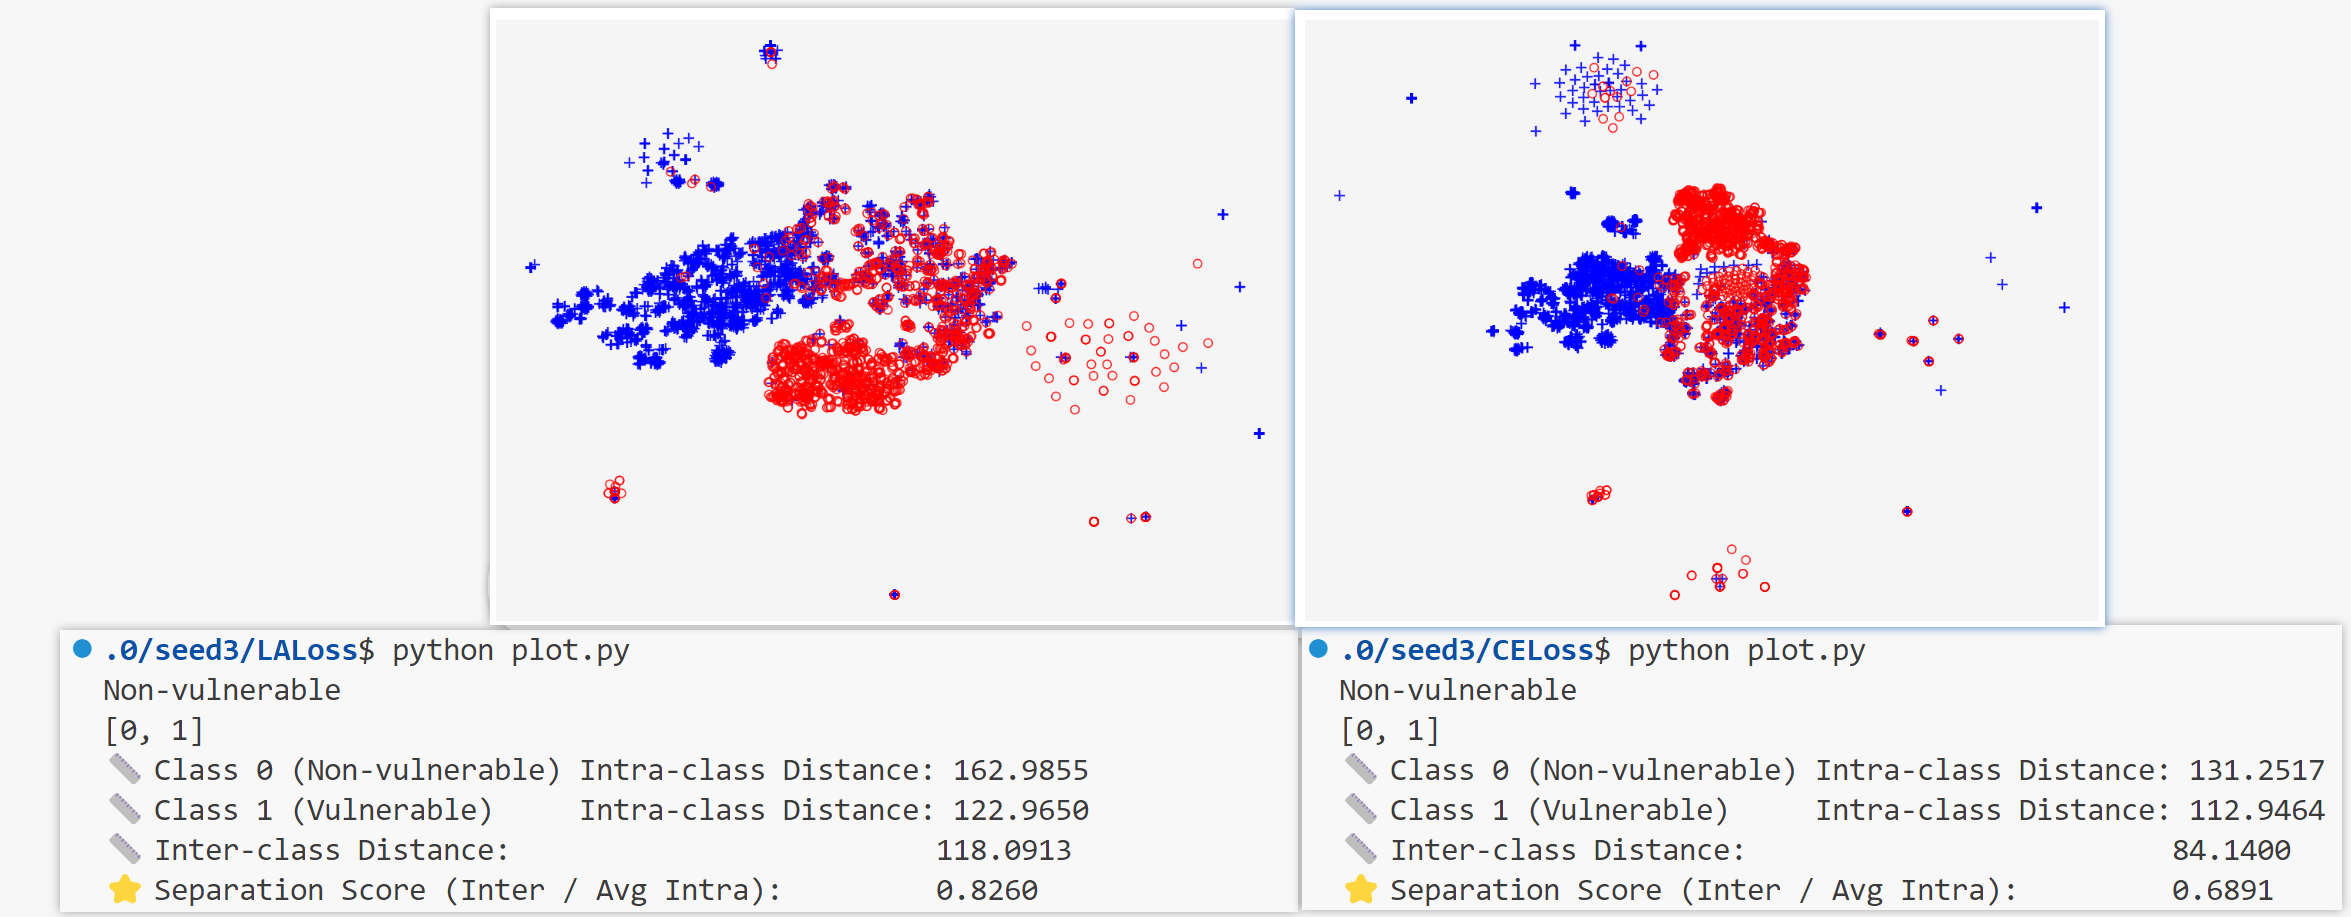 .0/seed3/LALoss$ python plot.py
Non-vulnerable
[0, 1]
📏 Class 0 (Non-vulnerable) Intra-class Distance: 162.9855
📏 Class 1 (Vulnerable) Intra-class Distance: 122.9650
📏 Inter-class Distance: 118.0913
⭐ Separation Score (Inter / Avg Intra): 0.8260
.0/seed3/CELoss$ python plot.py
Non-vulnerable
[0, 1]
📏 Class 0 (Non-vulnerable) Intra-class Distance: 131.2517
📏 Class 1 (Vulnerable) Intra-class Distance: 112.9464
📏 Inter-class Distance: 84.1400
⭐ Separation Score (Inter / Avg Intra): 0.6891